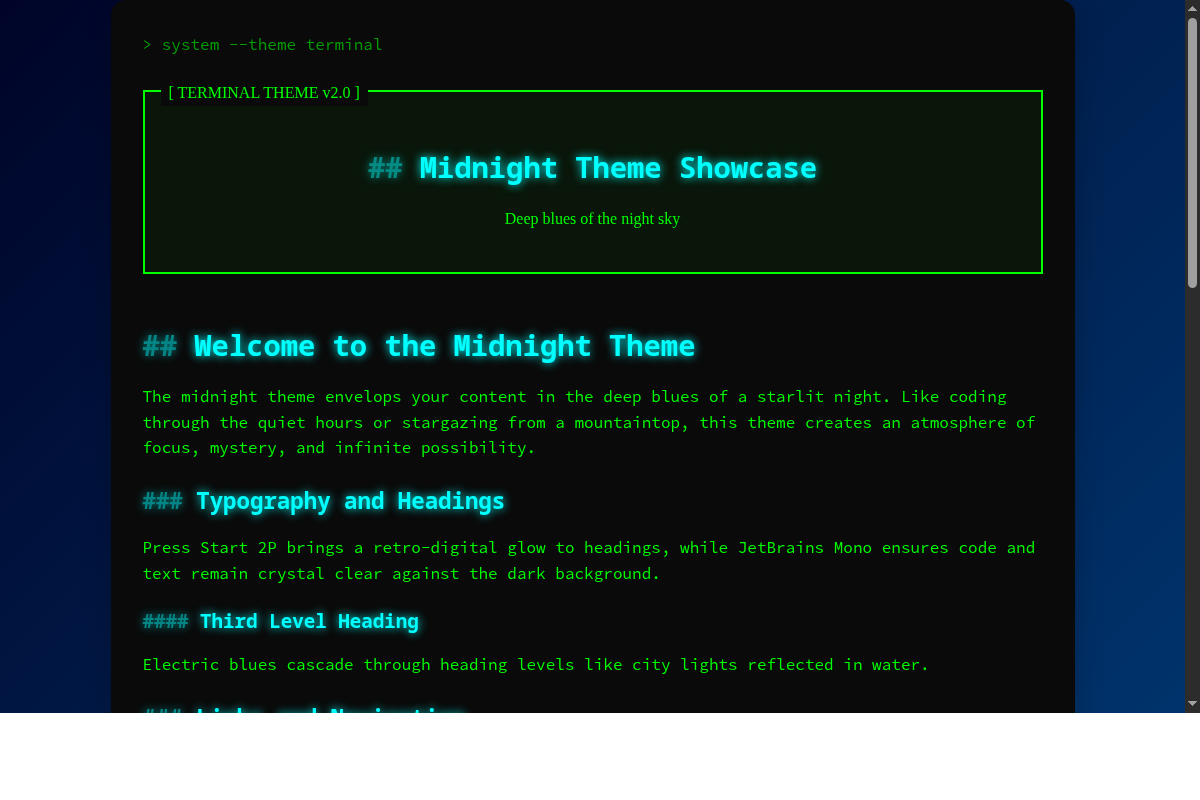 > system --theme terminal
[ TERMINAL THEME v2.0 ]
## Midnight Theme Showcase
Deep blues of the night sky
## Welcome to the Midnight Theme
The midnight theme envelops your content in the deep blues of a starlit night. Like coding
through the quiet hours or stargazing from a mountaintop, this theme creates an atmosphere of
focus, mystery, and infinite possibility.
### Typography and Headings
Press Start 2P brings a retro-digital glow to headings, while JetBrains Mono ensures code and
text remain crystal clear against the dark background.
#### Third Level Heading
Electric blues cascade through heading levels like city lights reflected in water.
### Links and Navigation